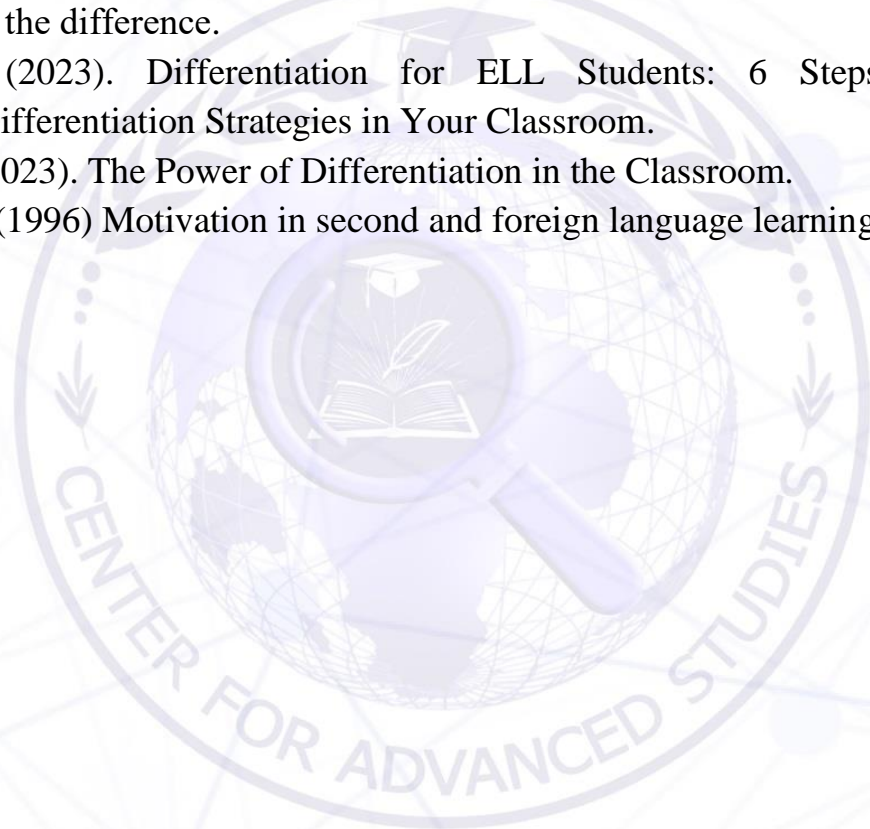 the difference.
(2023). Differentiation for ELL Students: 6 Steps
ifferentiation Strategies in Your Classroom.
023). The Power of Differentiation in the Classroom.
(1996) Motivation in second and foreign language learning
CENTER FOR ADVANCED STUDIES